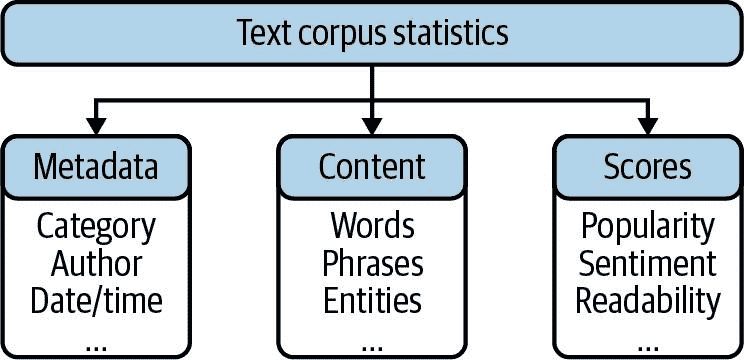 Text corpus statistics
Metadata
Category
Author
Date/time
...
Content
Words
Phrases
Entities
...
Scores
Popularity
Sentiment
Readability
...